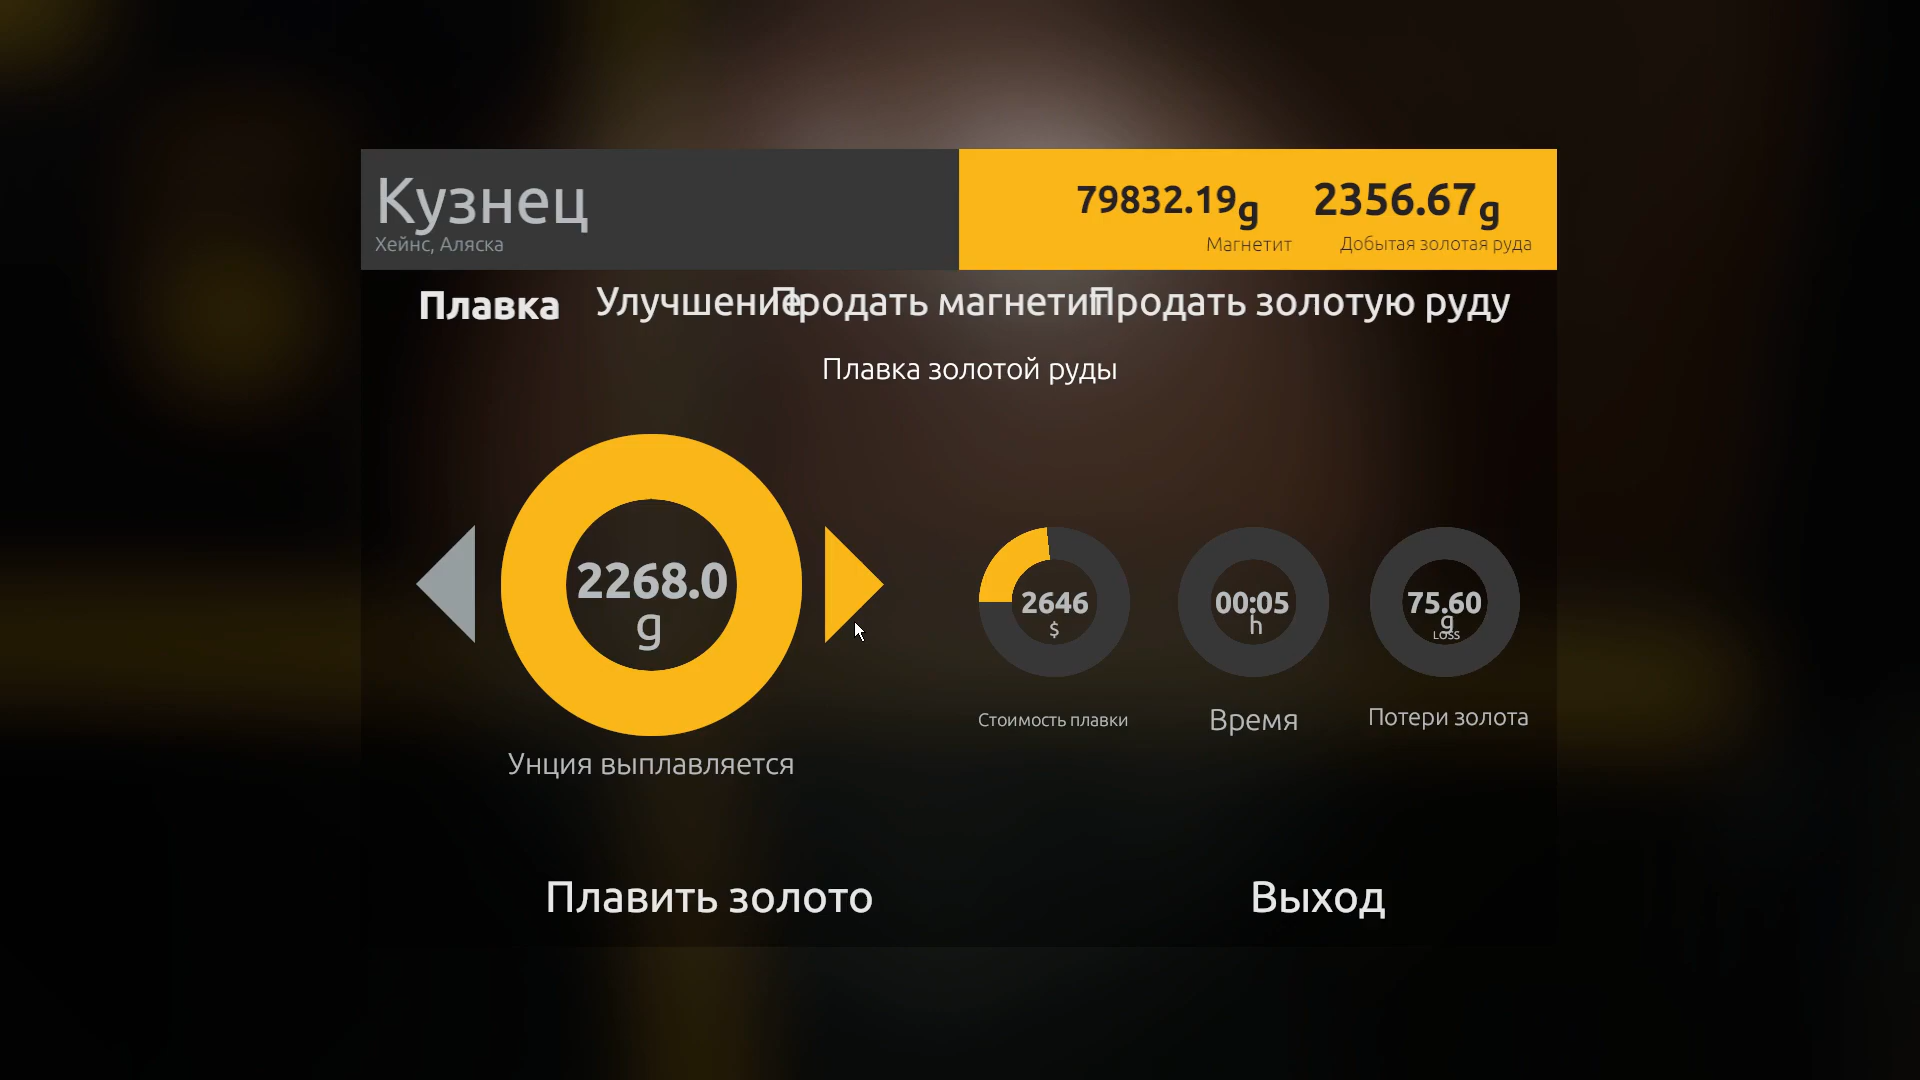 Кузнец
Хейнс, Аляска
79832.19g
Магнетит
2356.67g
Добытая золотая руда
Плавка
Улучшение
Продать магнетит
Продать золотую руду
Плавка золотой руды
2268.0
g
Унция выплавляется
2646
$
Стоимость плавки
00:05
h
Время
75.60
g
LOSS
Потери золота
Плавить золото
Выход